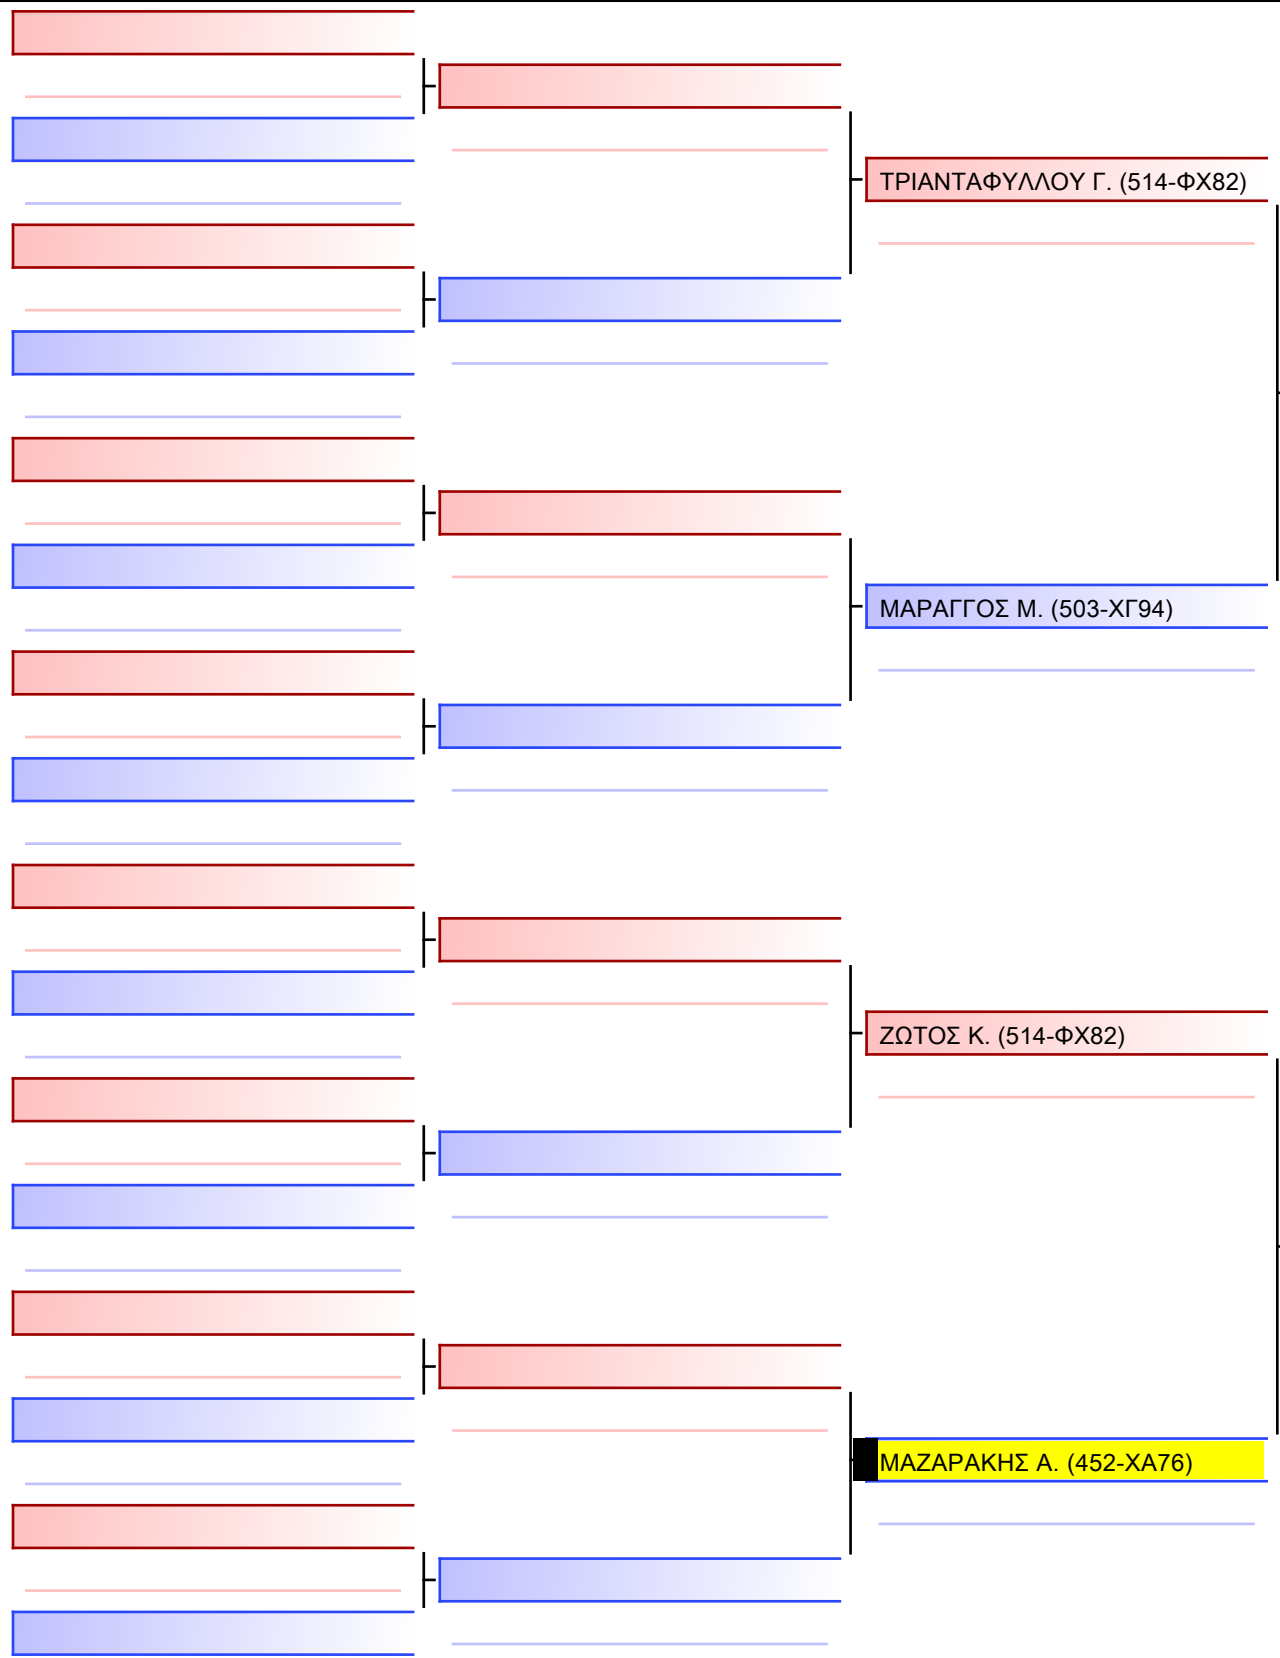 ΤΡΙΑΝΤΑΦΥΛΛΟΥ Γ. (514-ΦΧ82)
ΜΑΡΑΓΓΟΣ Μ. (503-ΧΓ94)
ΖΩΤΟΣ Κ. (514-ΦΧ82)
ΜΑΖΑΡΑΚΗΣ Α. (452-ΧΑ76)